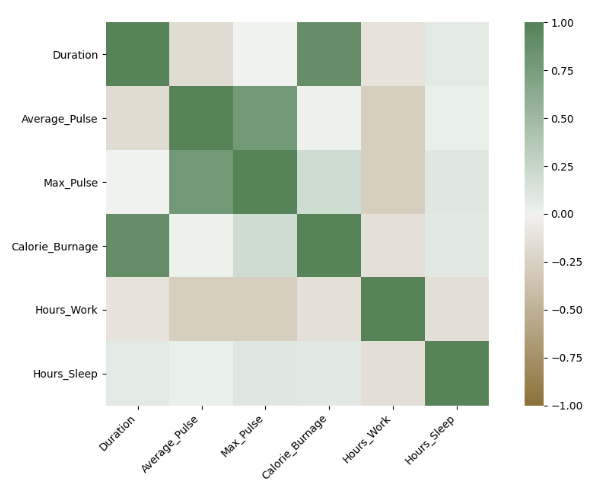 Duration
Average_Pulse
Max_Pulse
Calorie_Burnage
Hours_Work
Hours_Sleep
Duration
Average_Pulse
Max_Pulse
Calorie_Burnage
Hours_Work
Hours_Sleep
1.00
0.75
0.50
0.25
0.00
−0.25
−0.50
−0.75
−1.00